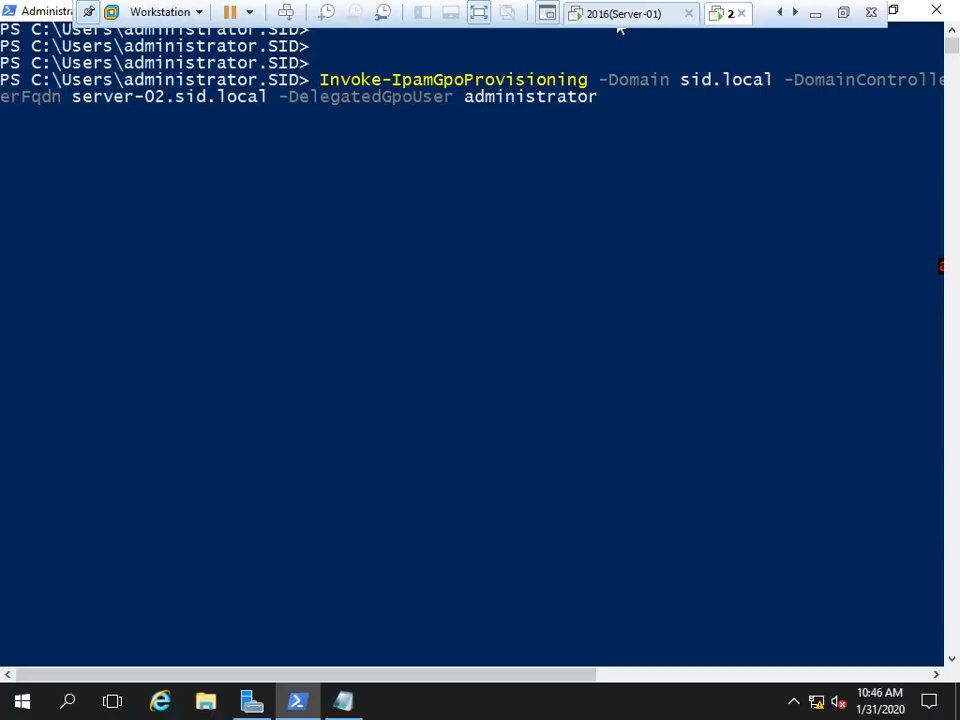 Administra
Workstation
2016(Server-01)
2
PS C:\Users\administrator.SID>
PS C:\Users\administrator.SID>
PS C:\Users\administrator.SID>
PS C:\Users\administrator.SID> Invoke-IpamGpoProvisioning -Domain sid.local -DomainControlle
erFqdn server-02.sid.local -DelegatedGpoUser administrator
10:46 AM
1/31/2020